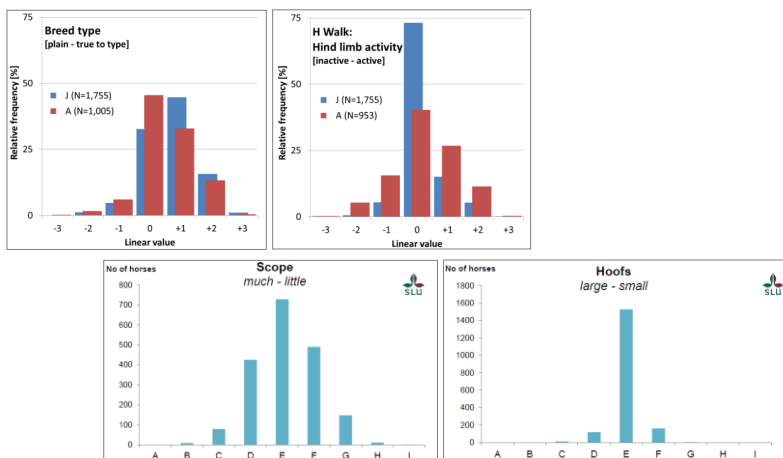 Breed type
[plain - true to type]
75
50
25
0
Relative frequency [%]
J (N=1,755)
A (N=1,005)
-3 -2 -1 0 +1 +2 +3
Linear value
H Walk:
Hind limb activity
[inactive - active]
75
50
25
0
Relative frequency [%]
J (N=1,755)
A (N=953)
-3 -2 -1 0 +1 +2 +3
Linear value
No of horses
Scope
much - little
SLU
800
700
600
500
400
300
200
100
0
A B C D E F G H I
No of horses
Hoofs
large - small
SLU
1800
1600
1400
1200
1000
800
600
400
200
0
A B C D E F G H I